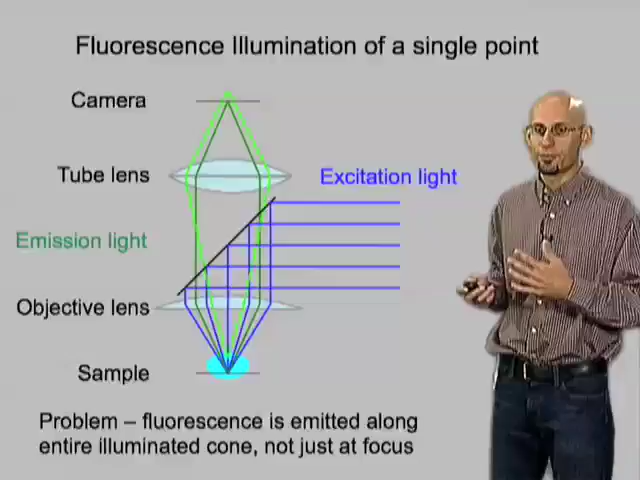 Fluorescence Illumination of a single point
Camera
Tube lens
Excitation light
Emission light
Objective lens
Sample
Problem – fluorescence is emitted along
entire illuminated cone, not just at focus